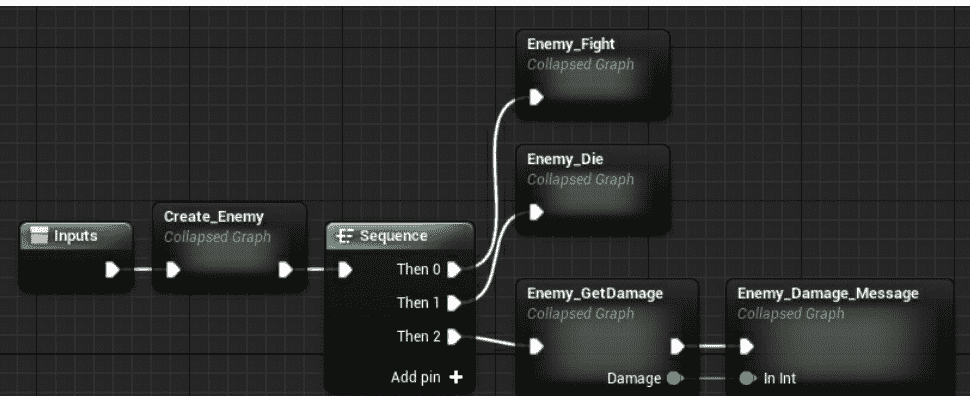 Inputs
Create_Enemy
Collapsed Graph
Sequence
Then 0
Then 1
Then 2
Add pin +
Enemy_Fight
Collapsed Graph
Enemy_Die
Collapsed Graph
Enemy_GetDamage
Collapsed Graph
Damage
Enemy_Damage_Message
Collapsed Graph
In Int